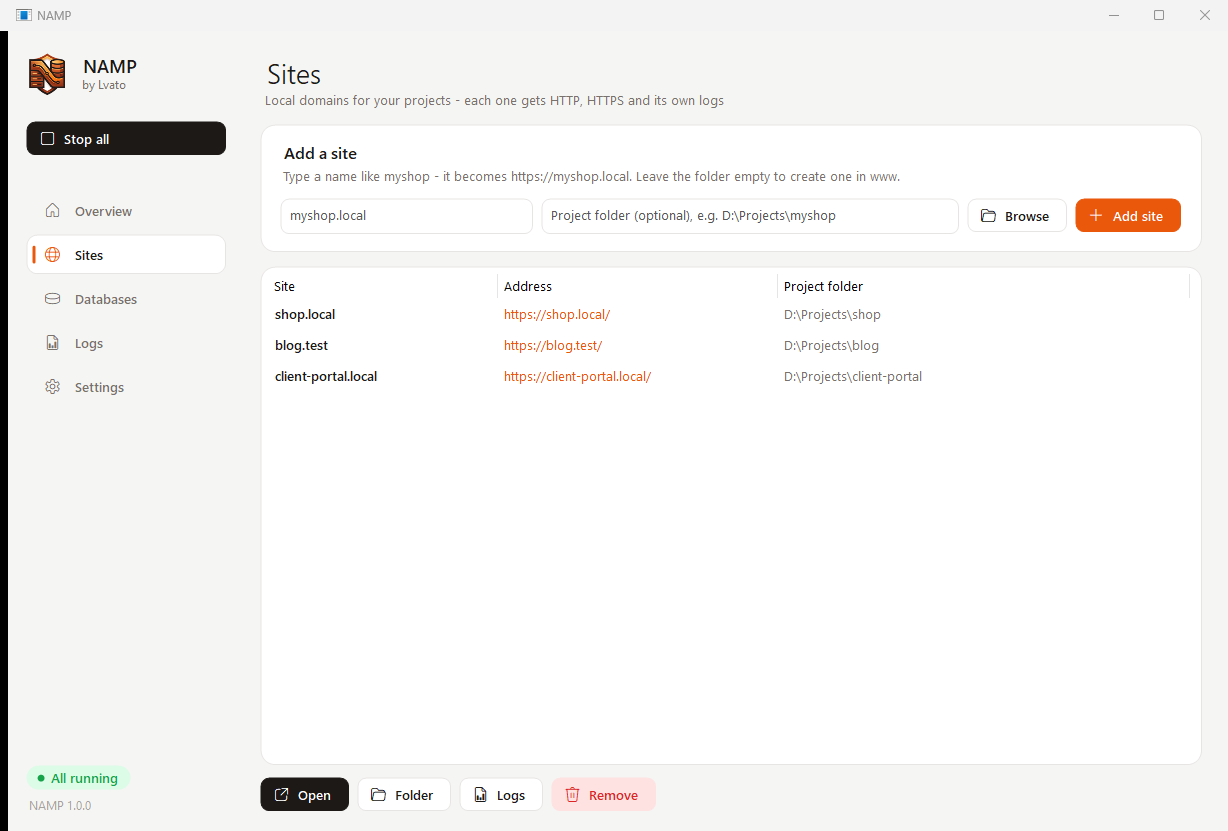 NAMP
NAMP
by Lvato
Stop all
Overview
Sites
Databases
Logs
Settings
All running
NAMP 1.0.0
Sites
Local domains for your projects - each one gets HTTP, HTTPS and its own logs
Add a site
Type a name like myshop - it becomes https://myshop.local. Leave the folder empty to create one in www.
myshop.local Project folder (optional), e.g. D:\Projects\myshop Browse Add site
Site Address Project folder
shop.local https://shop.local/ D:\Projects\shop
blog.test https://blog.test/ D:\Projects\blog
client-portal.local https://client-portal.local/ D:\Projects\client-portal
Open Folder Logs Remove